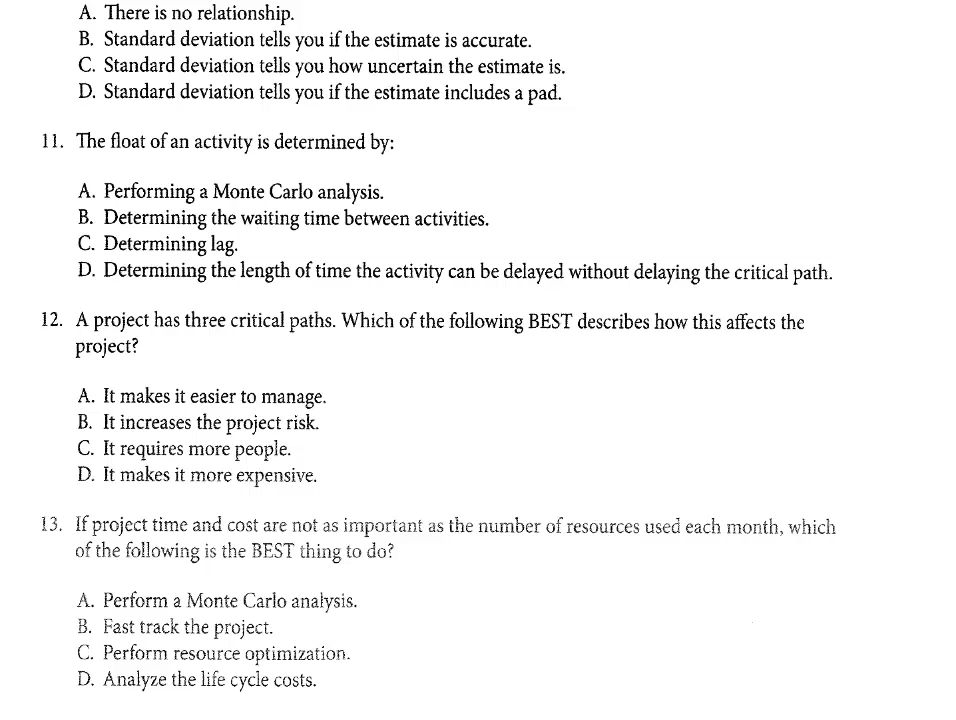 A. There is no relationship.
B. Standard deviation tells you if the estimate is accurate.
C. Standard deviation tells you how uncertain the estimate is.
D. Standard deviation tells you if the estimate includes a pad.
11. The float of an activity is determined by:
A. Performing a Monte Carlo analysis.
B. Determining the waiting time between activities.
C. Determining lag.
D. Determining the length of time the activity can be delayed without delaying the critical path.
12. A project has three critical paths. Which of the following BEST describes how this affects the
project?
A. It makes it easier to manage.
B. It increases the project risk.
C. It requires more people.
D. It makes it more expensive.
13. If project time and cost are not as important as the number of resources used each month, which
of the following is the BEST thing to do?
A. Perform a Monte Carlo analysis.
B. Fast track the project.
C. Perform resource optimization.
D. Analyze the life cycle costs.